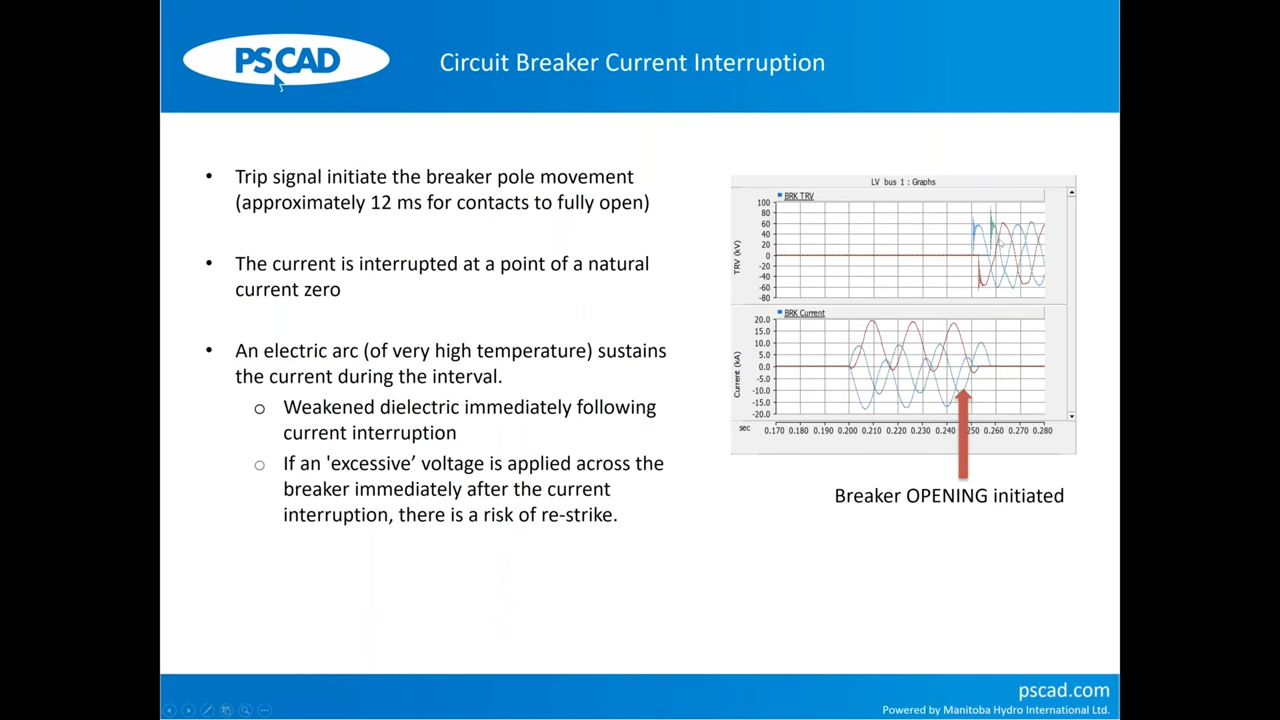 PSCAD
Circuit Breaker Current Interruption
• Trip signal initiate the breaker pole movement
(approximately 12 ms for contacts to fully open)
• The current is interrupted at a point of a natural
current zero
• An electric arc (of very high temperature) sustains
the current during the interval.
o Weakened dielectric immediately following
current interruption
o If an 'excessive’ voltage is applied across the
breaker immediately after the current
interruption, there is a risk of re-strike.
LV bus 1 : Graphs
BRK TRV
TRV (kV)
100
80
60
40
20
0
-20
-40
-60
-80
BRK Current
Current (kA)
20.0
15.0
10.0
5.0
0.0
-5.0
-10.0
-15.0
-20.0
sec 0.170 0.180 0.190 0.200 0.210 0.220 0.230 0.240 0.250 0.260 0.270 0.280
Breaker OPENING initiated
pscad.com
Powered by Manitoba Hydro International Ltd.